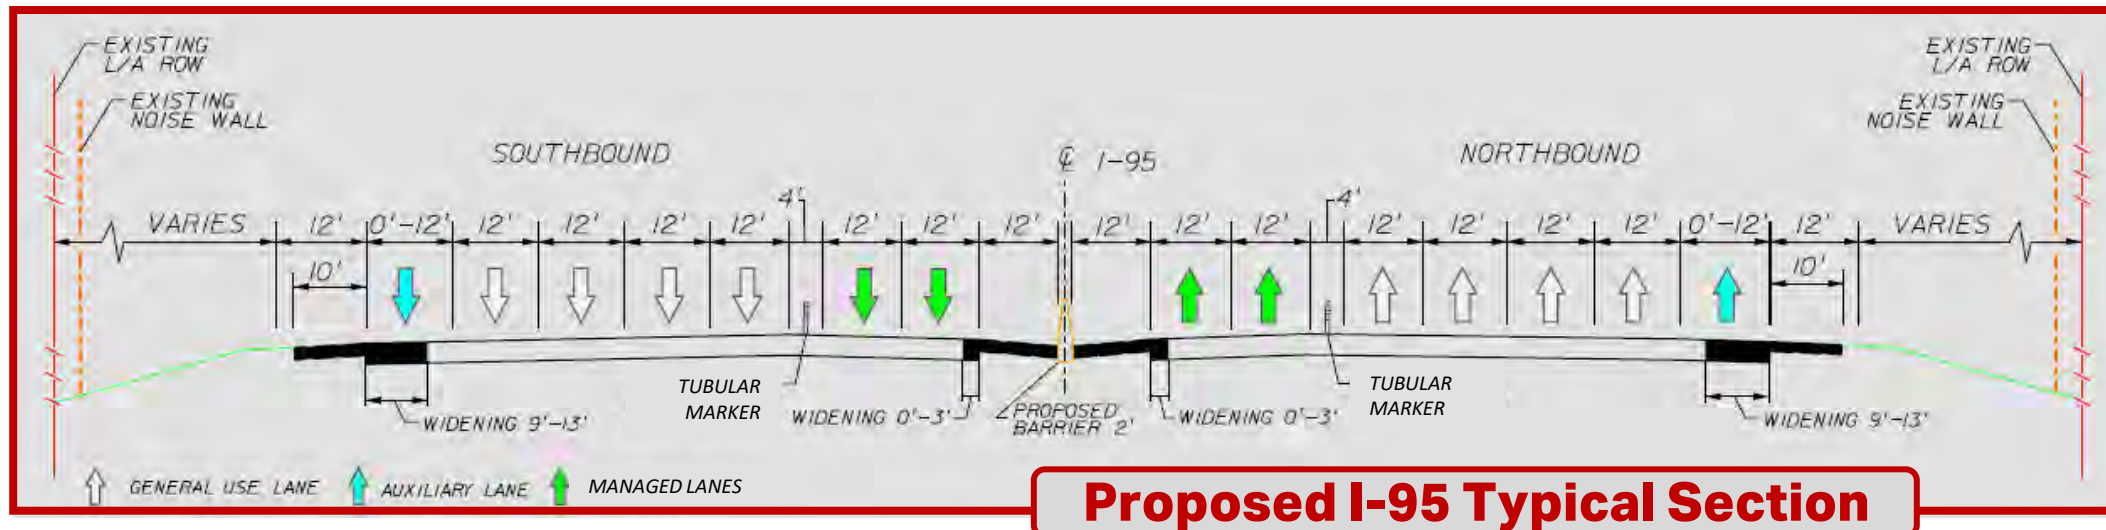 EXISTING
L/A ROW
EXISTING
NOISE WALL
EXISTING
L/A ROW
EXISTING
NOISE WALL
SOUTHBOUND
℄ I-95
NORTHBOUND
4'
4'
VARIES 12' 0'-12' 12' 12' 12' 12' 12' 12' 12' 12' 12' 12' 12' 12' 12' 12' 0'-12' 12' VARIES
10'
10'
TUBULAR
MARKER
TUBULAR
MARKER
WIDENING 9'-13'
WIDENING 0'-3'
PROPOSED
BARRIER 2'
WIDENING 0'-3'
WIDENING 9'-13'
GENERAL USE LANE
AUXILIARY LANE
MANAGED LANES
Proposed I-95 Typical Section